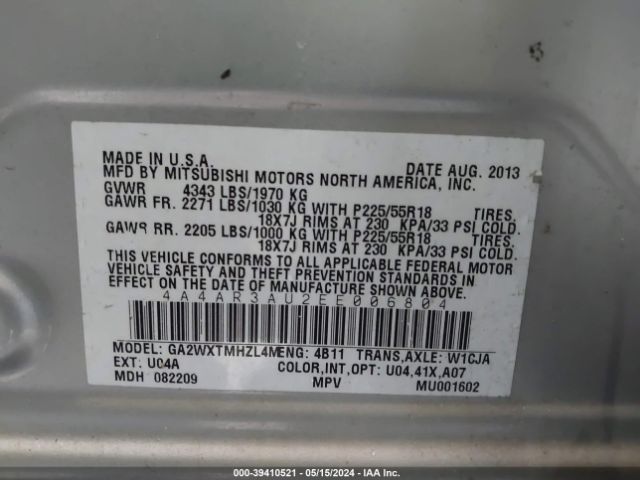 MADE IN U.S.A. DATE AUG. 2013
MFD BY MITSUBISHI MOTORS NORTH AMERICA, INC.
GVWR 4343 LBS/1970 KG
GAWR FR. 2271 LBS/1030 KG WITH P225/55R18 TIRES,
18X7J RIMS AT 230 KPA/33 PSI COLD.
GAWR RR. 2205 LBS/1000 KG WITH P225/55R18 TIRES,
18X7J RIMS AT 230 KPA/33 PSI COLD.
THIS VEHICLE CONFORMS TO ALL APPLICABLE FEDERAL MOTOR
VEHICLE SAFETY AND THEFT PREVENTION STANDARDS IN
EFFECT ON THE DATE OF MANUFACTURE SHOWN ABOVE.
4A4AR3AU2EE006804
MODEL: GA2WXTMHZL4M ENG: 4B11 TRANS,AXLE: W1CJA
EXT: U04A COLOR,INT,OPT: U04,41X,A07
MDH 082209 MPV MU001602
000-39410521 - 05/15/2024 - IAA Inc.